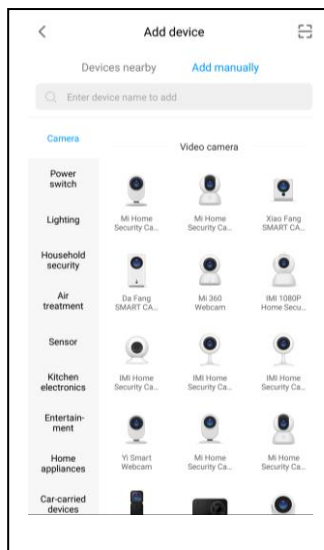 Add device
Devices nearby
Add manually
Enter device name to add
Camera
Power
switch
Lighting
Household
security
Air
treatment
Sensor
Kitchen
electronics
Entertain-
ment
Home
appliances
Car-carried
devices
Video camera
Mi Home
Security Ca...
Mi Home
Security Ca...
Xiao Fang
SMART CA...
Da Fang
SMART CA...
Mi 360
Webcam
IMI 1080P
Home Secu...
IMI Home
Security Ca...
IMI Home
Security Ca...
IMI Home
Security Ca...
Yi Smart
Webcam
Mi Home
Security Ca...
Mi Home
Security Ca...